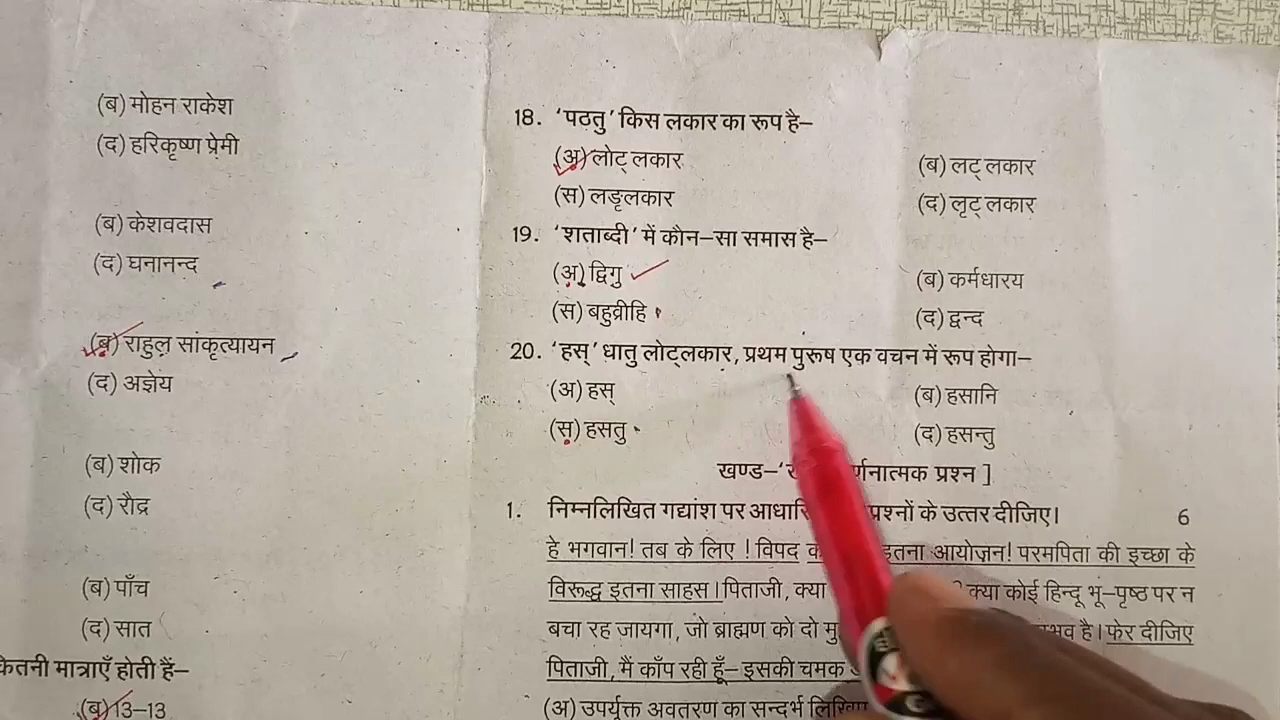 (ब) मोहन राकेश
(द) हरिकृष्ण प्रेमी
(ब) केशवदास
(द) घनानन्द
(ब) राहुल सांकृत्यायन
(द) अज्ञेय
(ब) शोक
(द) रौद्र
(ब) पाँच
(द) सात
कितनी मात्राएँ होती हैं–
(ब) 13–13
18. ‘पठतु’ किस लकार का रूप है–
(अ) लोट् लकार (ब) लट् लकार
(स) लङ्लकार (द) लृट् लकार
19. ‘शताब्दी’ में कौन–सा समास है–
(अ) द्विगु (ब) कर्मधारय
(स) बहुव्रीहि (द) द्वन्द
20. ‘हस्’ धातु लोट्लकार, प्रथम पुरूष एक वचन में रूप होगा–
(अ) हस् (ब) हसानि
(स) हसतु (द) हसन्तु
खण्ड–‘ प्रश्न ]
1. निम्नलिखित गद्यांश पर प्रश्नों के उत्तर दीजिए। 6
हे भगवान! तब के लिए ! विपद इतना आयोजन! परमपिता की इच्छा के
विरूद्ध इतना साहस। पिताजी, क्या क्या कोई हिन्दू भू–पृष्ठ पर न
बचा रह जायगा, जो ब्राह्मण को दो है। फेर दीजिए
पिताजी, मैं काँप रही हूँ– इसकी चमक
(अ) उपर्युक्त अवतरण का सन्दर्भ